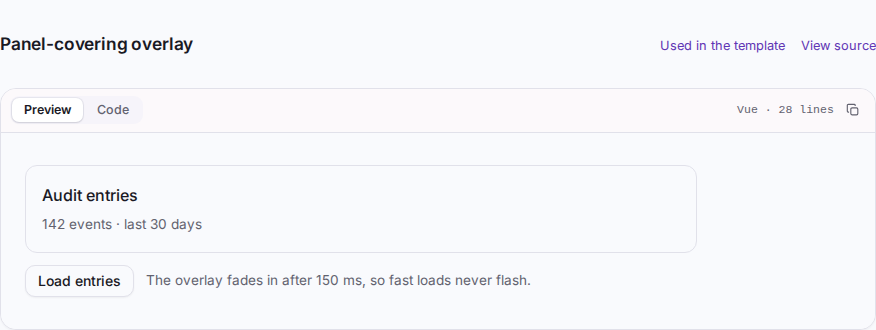 Panel-covering overlay
Used in the template View source
Preview Code
Vue · 28 lines
Audit entries
142 events · last 30 days
Load entries
The overlay fades in after 150 ms, so fast loads never flash.